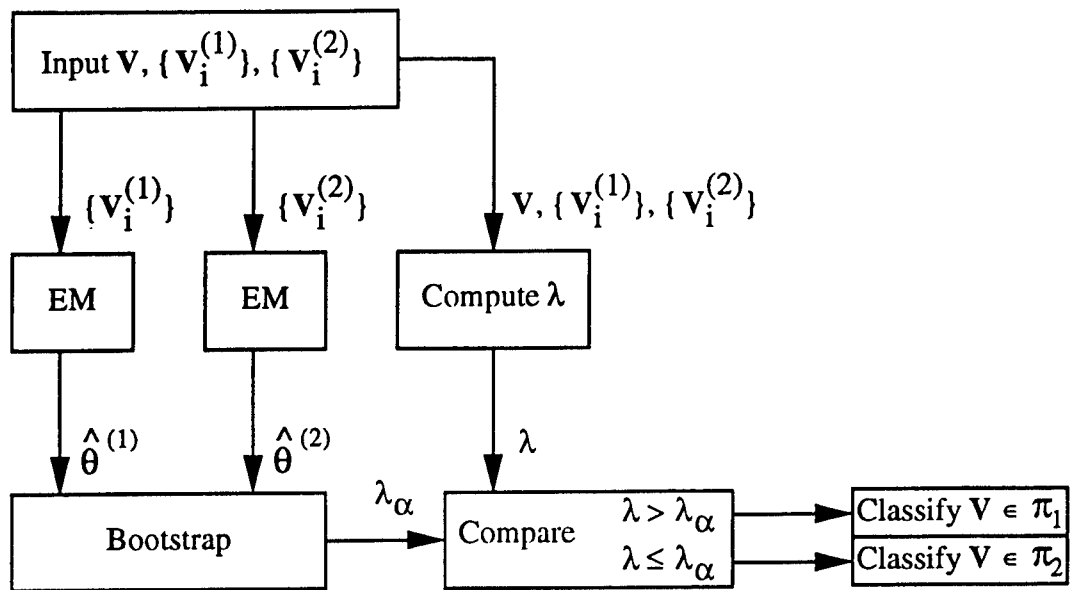 Input V, { V_i^(1)}, { V_i^(2)}
{V_i^(1)}
{V_i^(2)}
V, {V_i^(1)}, {V_i^(2)}
EM
EM
Compute λ
θ̂^(1)
θ̂^(2)
λ
λ_α
Bootstrap
Compare
λ > λ_α
λ ≤ λ_α
Classify V ∈ π_1
Classify V ∈ π_2